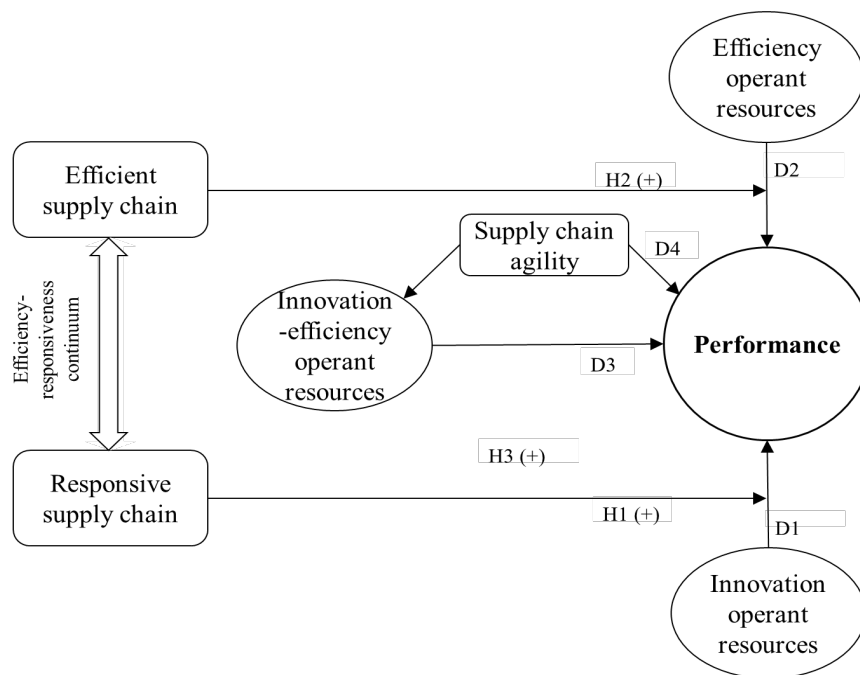 Efficiency
operant
resources
Efficient
supply chain
H2 (+)
D2
Supply chain
agility
D4
Innovation
-efficiency
operant
resources
D3
Performance
Efficiency-
responsiveness
continuum
H3 (+)
Responsive
supply chain
H1 (+)
D1
Innovation
operant
resources